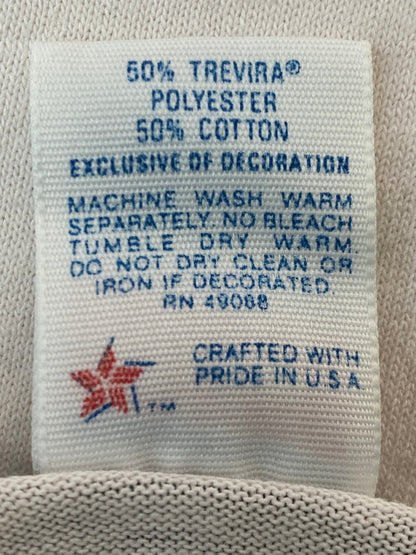 50% TREVIRA®
POLYESTER
50% COTTON
EXCLUSIVE OF DECORATION
MACHINE WASH WARM
SEPARATELY. NO BLEACH
TUMBLE DRY WARM.
DO NOT DRY CLEAN OR
IRON IF DECORATED.
RN 49068
CRAFTED WITH
PRIDE IN U.S.A.
TM